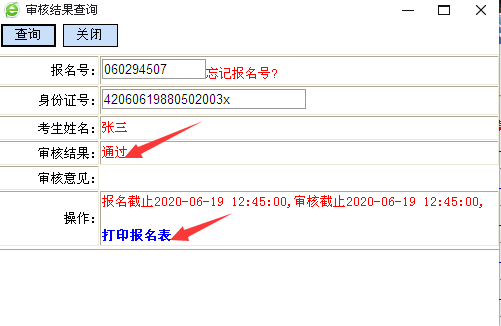 审核结果查询
查询 关闭
报名号: 060294507 忘记报名号?
身份证号: 42060619880502003x
考生姓名: 张三
审核结果: 通过
审核意见:
报名截止2020-06-19 12:45:00,审核截止2020-06-19 12:45:00,
操作:
打印报名表